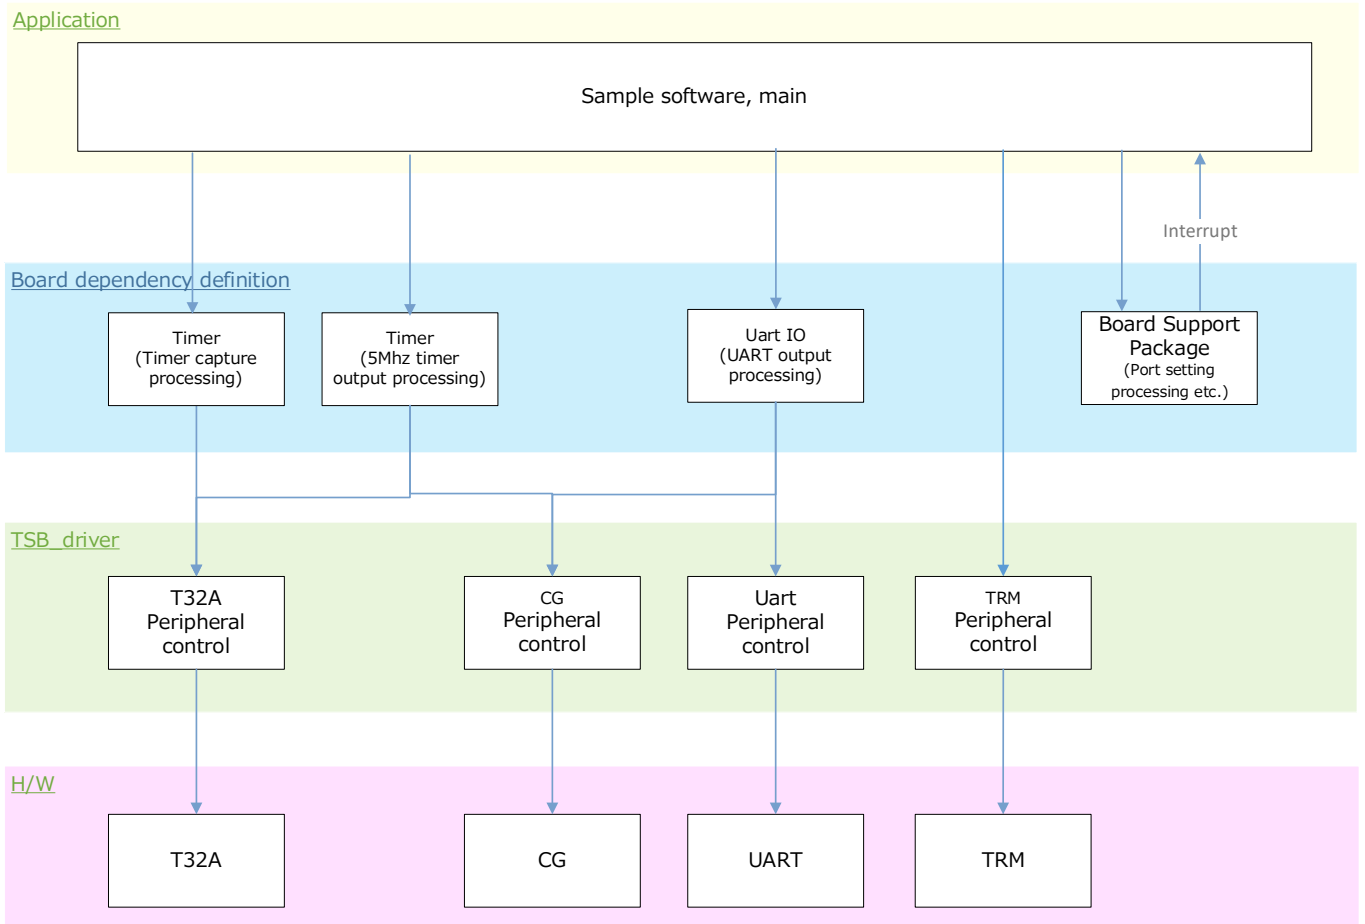 Application
Sample software, main
Interrupt
Board dependency definition
Timer
(Timer capture
processing)
Timer
(5Mhz timer
output processing)
Uart IO
(UART output
processing)
Board Support
Package
(Port setting
processing etc.)
TSB_driver
T32A
Peripheral
control
CG
Peripheral
control
Uart
Peripheral
control
TRM
Peripheral
control
H/W
T32A
CG
UART
TRM